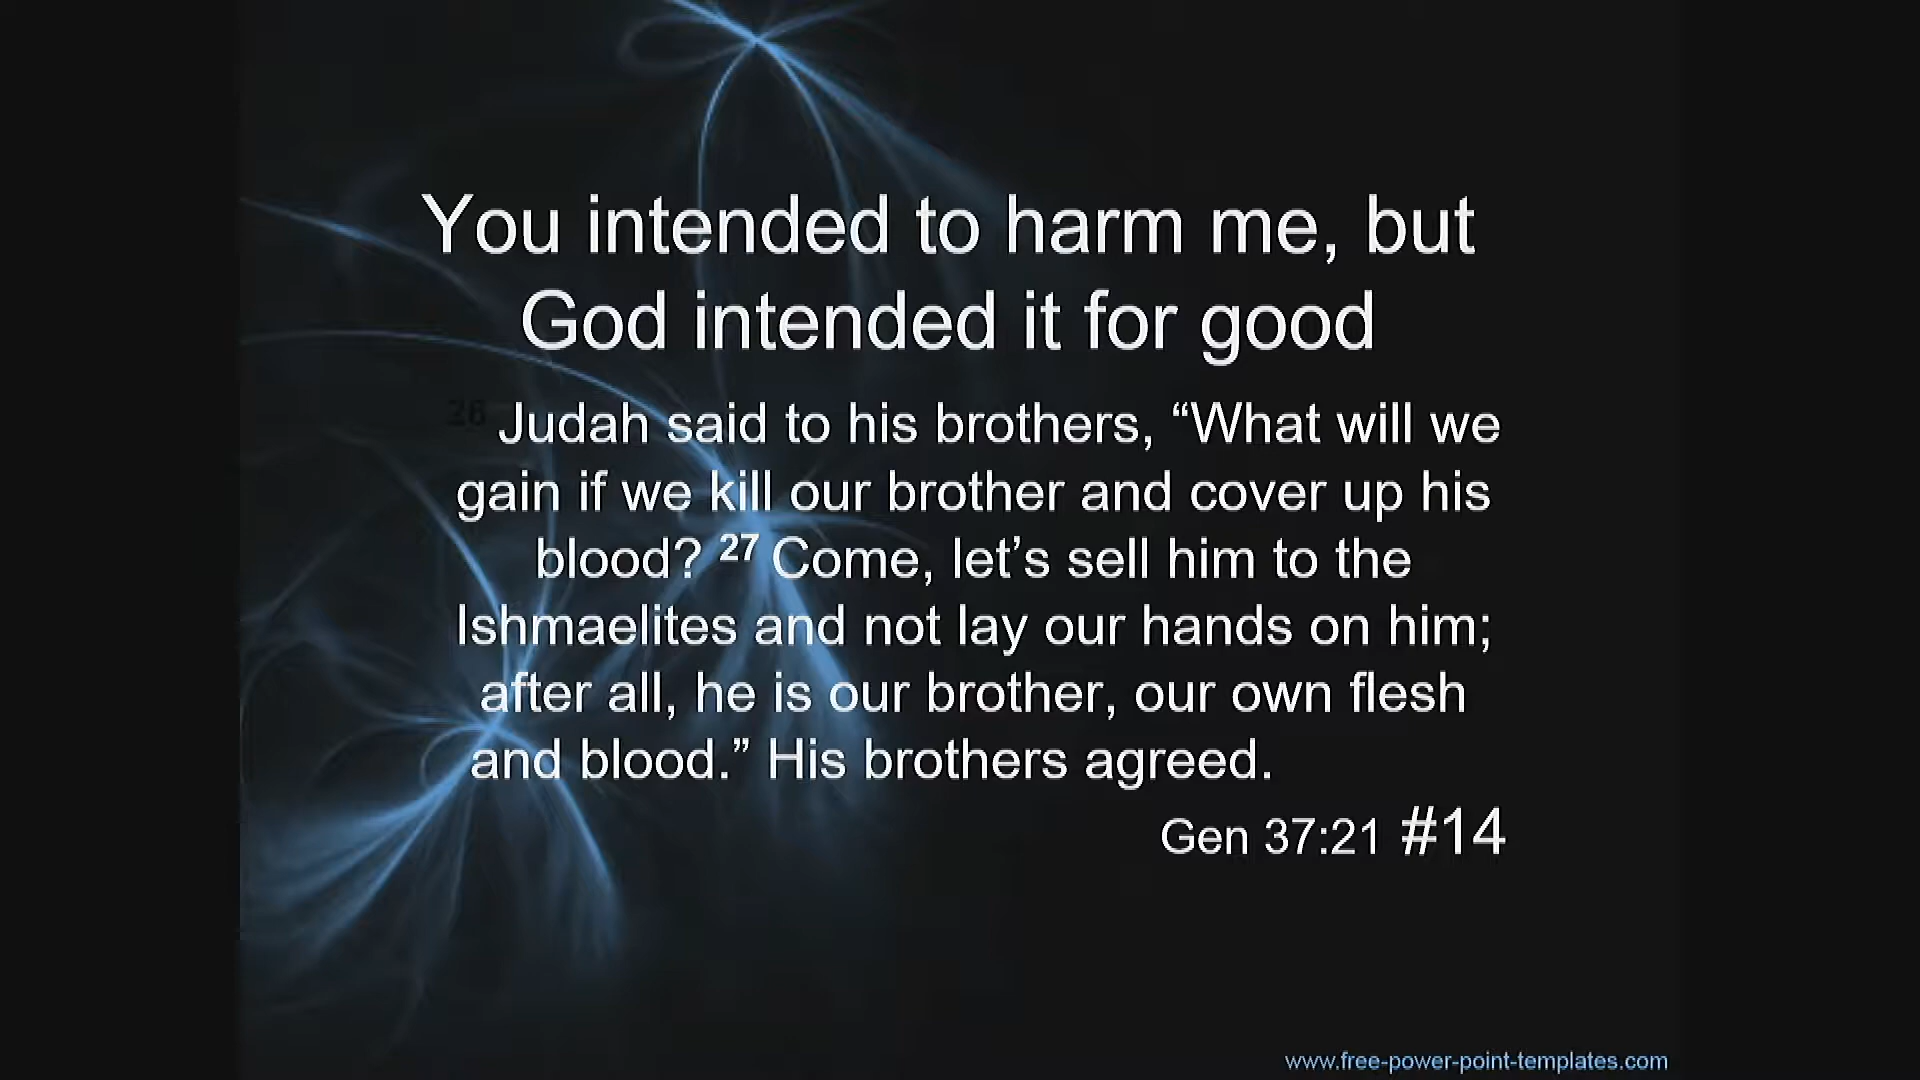 You intended to harm me, but
God intended it for good
26 Judah said to his brothers, “What will we
gain if we kill our brother and cover up his
blood? 27 Come, let’s sell him to the
Ishmaelites and not lay our hands on him;
after all, he is our brother, our own flesh
and blood.” His brothers agreed.
Gen 37:21 #14
www.free-power-point-templates.com